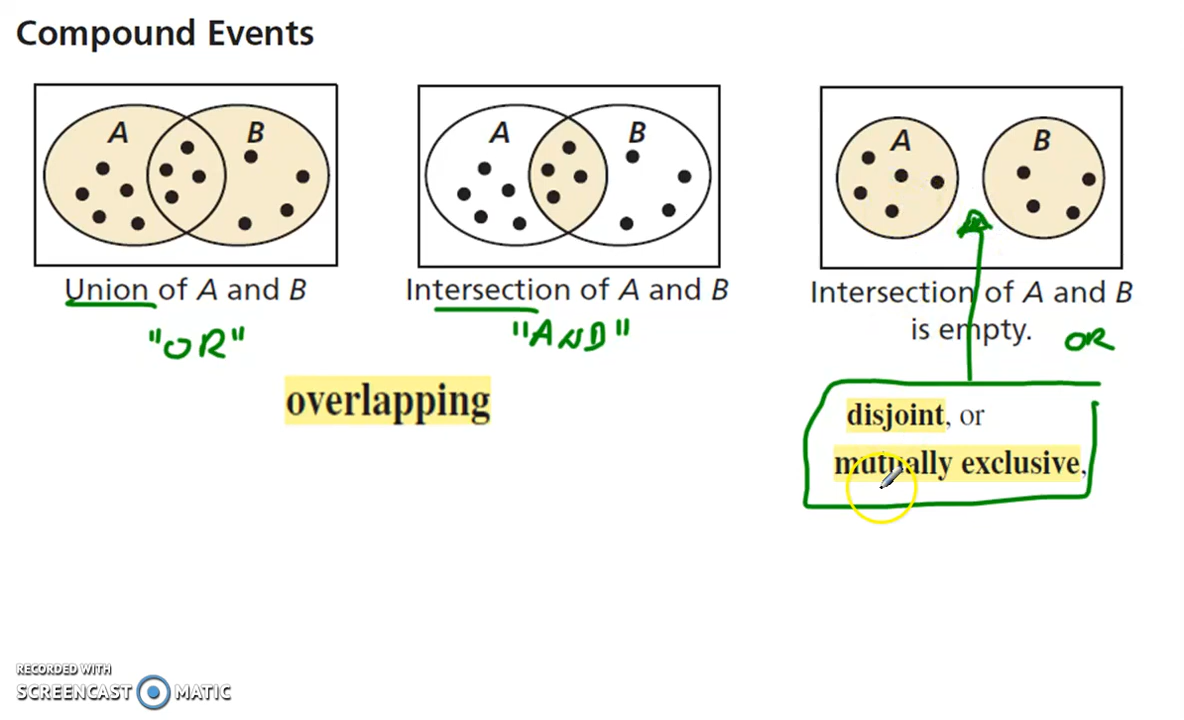 Compound Events
A B
A B
A B
Union of A and B
Intersection of A and B
Intersection of A and B
is empty.
"OR"
"AND"
OR
overlapping
disjoint, or
mutually exclusive,
RECORDED WITH
SCREENCAST MATIC